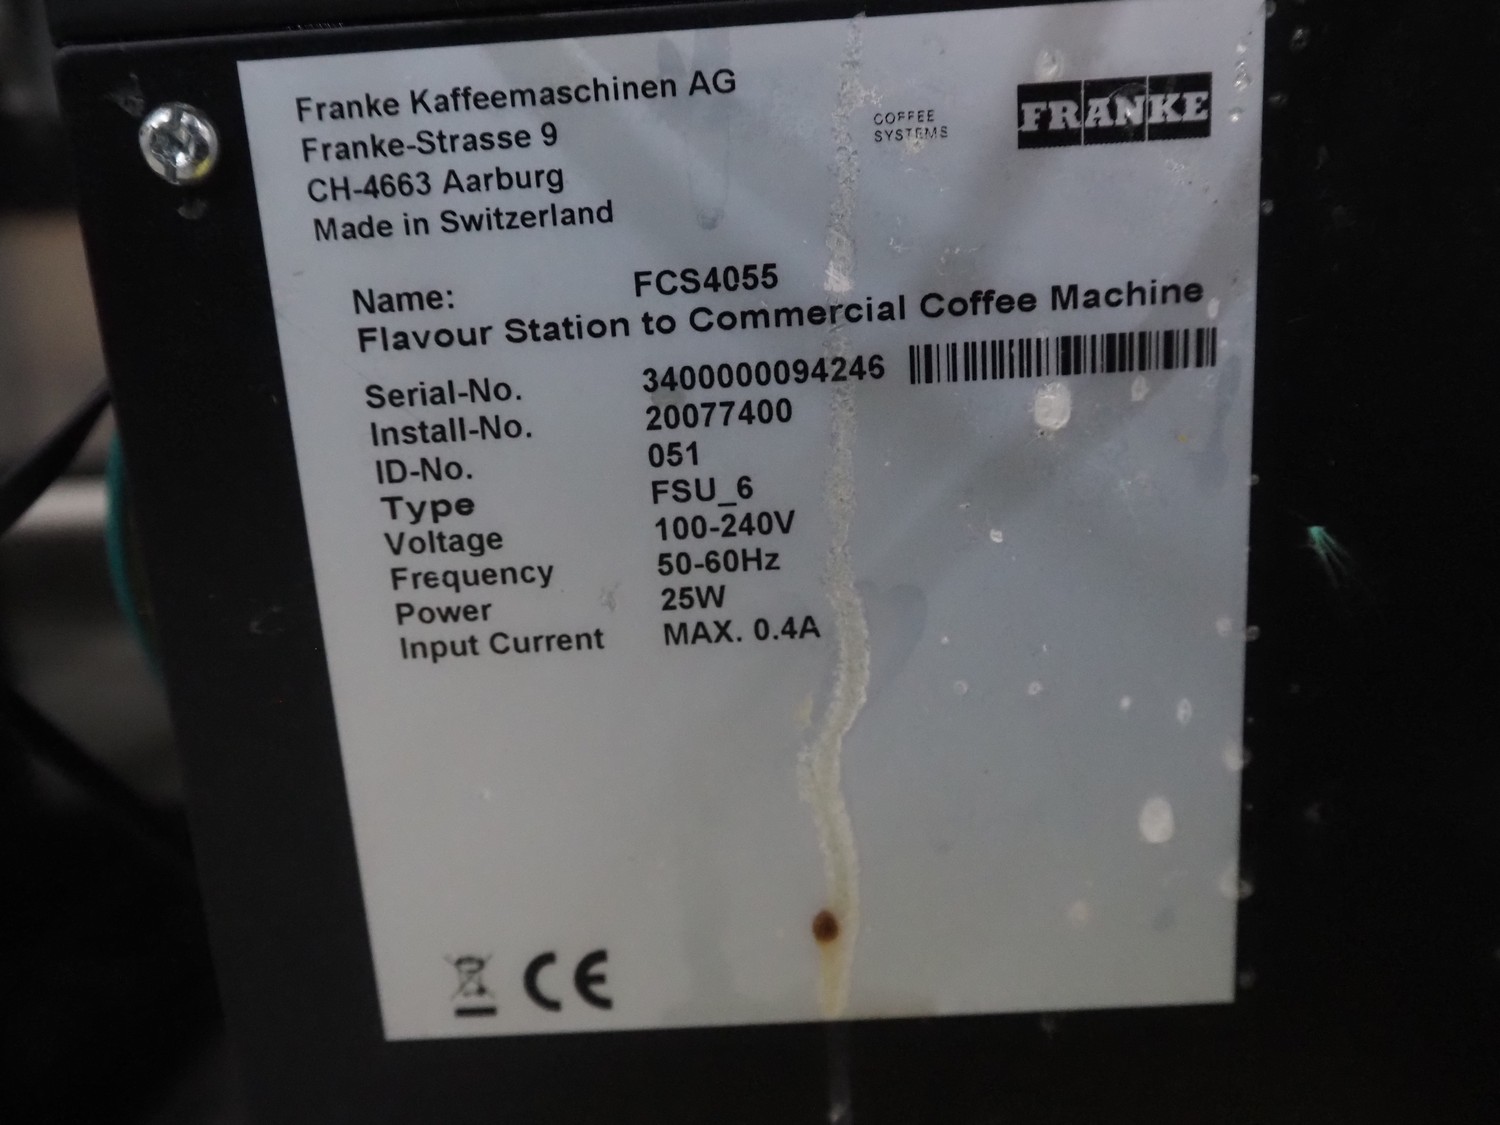 Franke Kaffeemaschinen AG
Franke-Strasse 9
CH-4663 Aarburg
Made in Switzerland
COFFEE
SYSTEMS
FRANKE
Name: FCS4055
Flavour Station to Commercial Coffee Machine
Serial-No. 3400000094246
Install-No. 20077400
ID-No. 051
Type FSU_6
Voltage 100-240V
Frequency 50-60Hz
Power 25W
Input Current MAX. 0.4A
CE